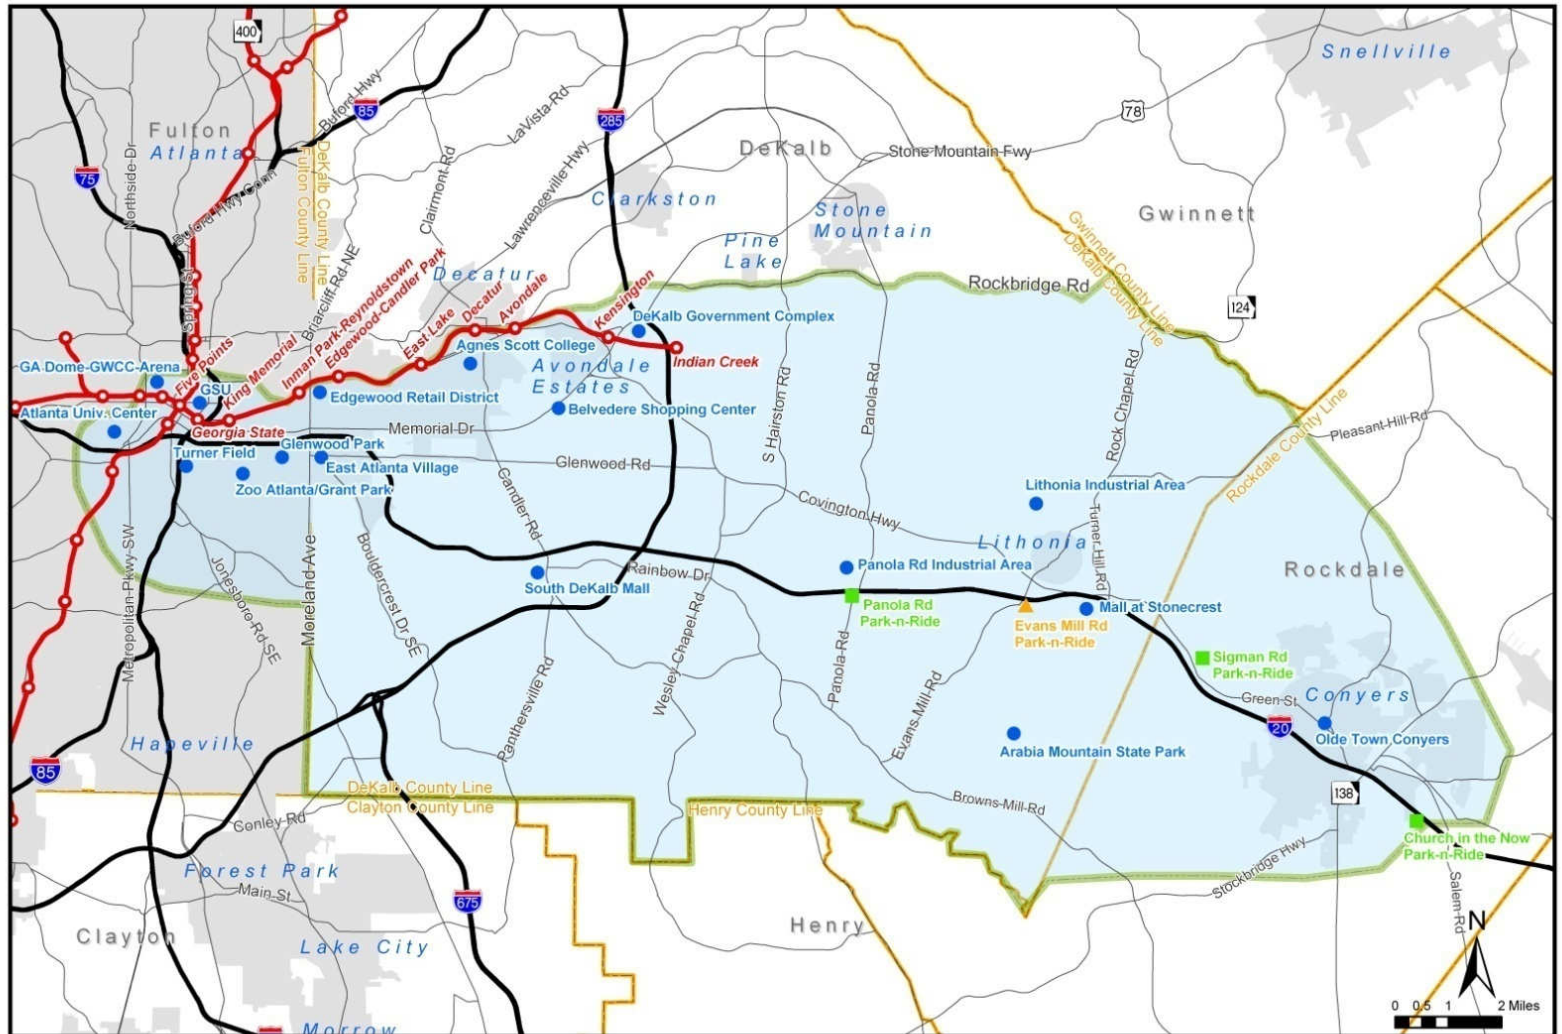 Snellville
400
Fulton
Atlanta
Buford Hwy
85
285
LaVista Rd
78
DeKalb
Stone Mountain Fwy
75
Northside-Dr
Buford-Hwy-Conn
DeKalb County Line
Fulton County Line
Clairmont Rd
Lawrenceville Hwy
Clarkston
Stone
Mountain
Pine
Lake
Gwinnett
Gwinnett County Line
DeKalb County Line
Briarcliff Rd-NE
Decatur
Rockbridge Rd
124
Spring St
Inman Park-Reynoldstown
Edgewood-Candler Park
East Lake
Decatur
Avondale
Kensington
DeKalb Government Complex
Five Points
King Memorial
Agnes Scott College
Indian Creek
GA Dome-GWCC-Arena
GSU
Avondale
Estates
Edgewood Retail District
Belvedere Shopping Center
Atlanta Univ. Center
Georgia State
Memorial Dr
S Hairston Rd
Panola-Rd
Rock Chapel Rd
Rockdale County Line
Pleasant-Hill-Rd
Turner Field
Glenwood Park
East Atlanta Village
Zoo Atlanta/Grant Park
Glenwood Rd
Candler-Rd
Covington Hwy
Lithonia Industrial Area
Turner Hill Rd
Lithonia
Metropolitan-Pkwy-SW
Jonesboro-Rd-SE
Moreland-Ave
Bouldercrest Dr SE
Rainbow Dr
South DeKalb Mall
Panola Rd Industrial Area
Panola Rd
Park-n-Ride
Evans Mill Rd
Park-n-Ride
Mall at Stonecrest
Rockdale
Sigman Rd
Park-n-Ride
Green-St
Conyers
20
Olde Town Conyers
Wesley Chapel-Rd
Panola-Rd
Evans-Mill-Rd
Panthersville Rd
Arabia Mountain State Park
Hapeville
85
DeKalb County Line
Clayton County Line
Henry County Line
Browns-Mill-Rd
138
Conley-Rd
Church in the Now
Park-n-Ride
Stockbridge Hwy
Salem-Rd
Forest Park
Main-St
675
Clayton
Lake City
Henry
N
Morrow
0 0.5 1 2 Miles